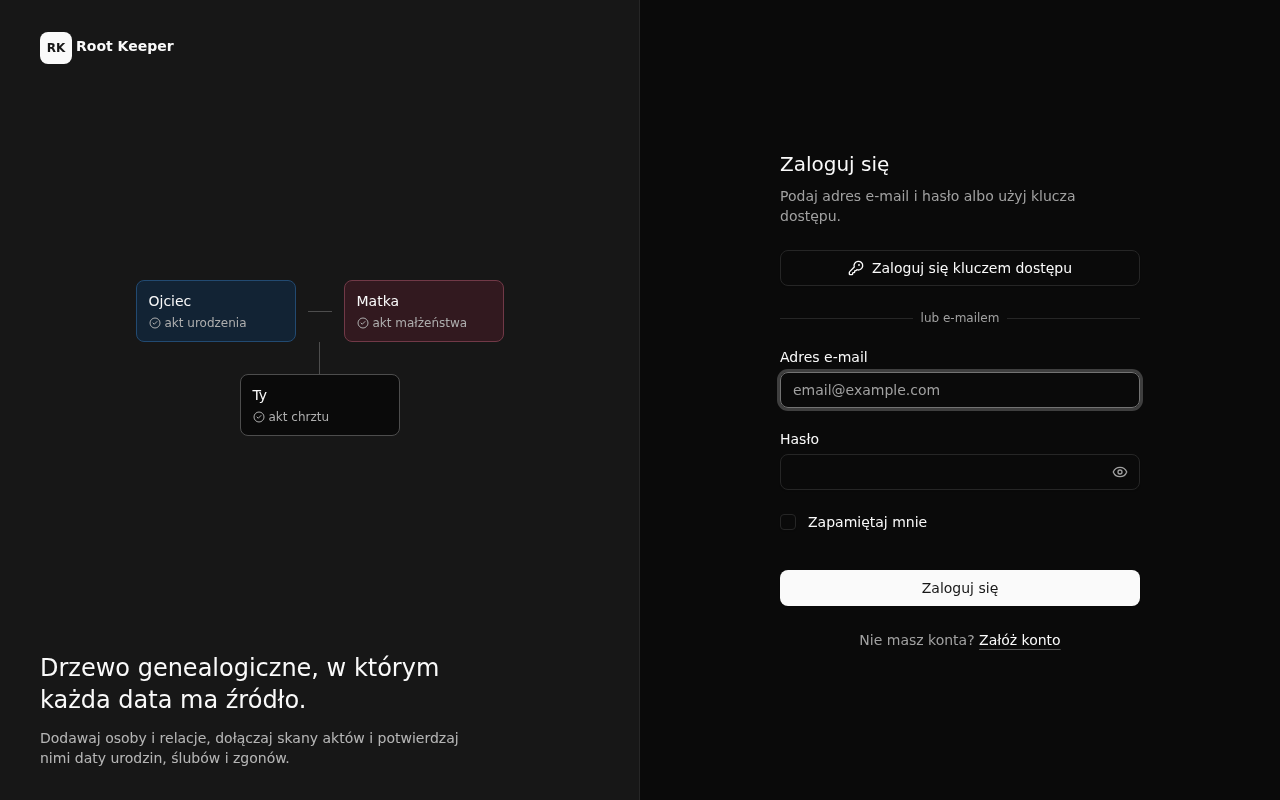 RK Root Keeper
Ojciec
akt urodzenia
Matka
akt małżeństwa
Ty
akt chrztu
Drzewo genealogiczne, w którym
każda data ma źródło.
Dodawaj osoby i relacje, dołączaj skany aktów i potwierdzaj
nimi daty urodzin, ślubów i zgonów.
Zaloguj się
Podaj adres e-mail i hasło albo użyj klucza
dostępu.
Zaloguj się kluczem dostępu
lub e-mailem
Adres e-mail
email@example.com
Hasło
Zapamiętaj mnie
Zaloguj się
Nie masz konta? Załóż konto